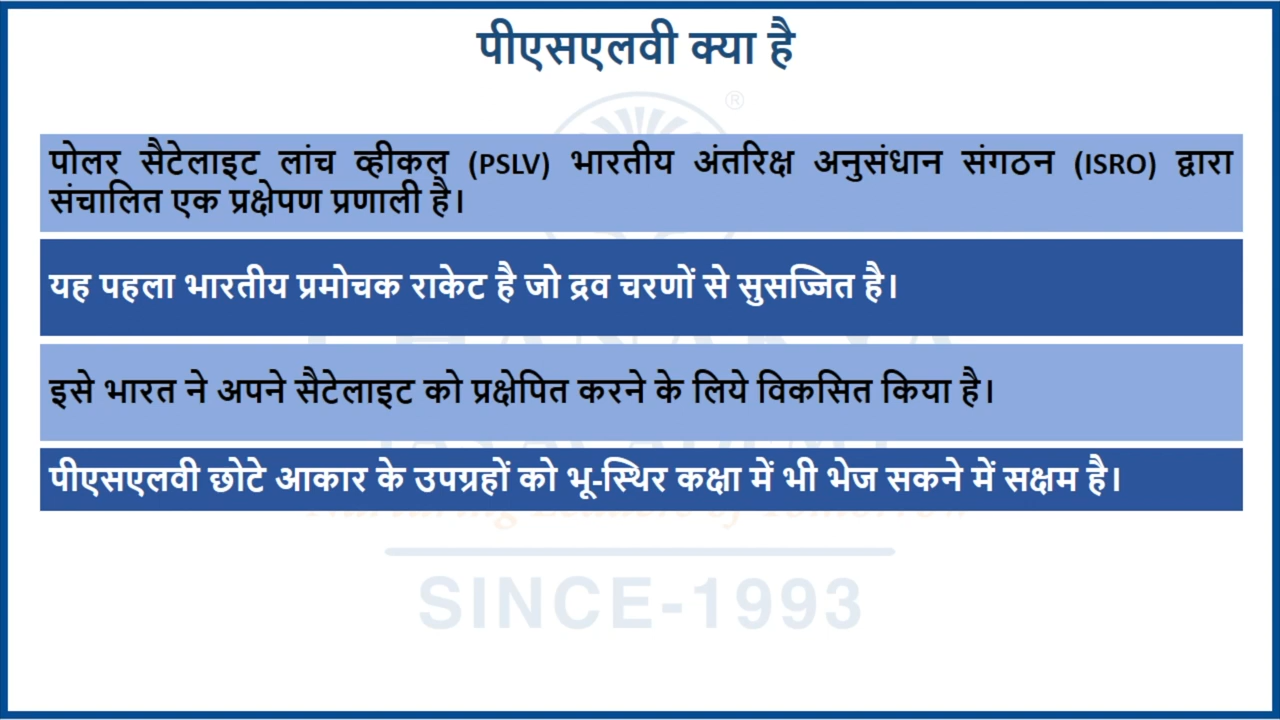 पीएसएलवी क्या है
®
पोलर सैटेलाइट लांच व्हीकल (PSLV) भारतीय अंतरिक्ष अनुसंधान संगठन (ISRO) द्वारा
संचालित एक प्रक्षेपण प्रणाली है।
यह पहला भारतीय प्रमोचक राकेट है जो द्रव चरणों से सुसज्जित है।
इसे भारत ने अपने सैटेलाइट को प्रक्षेपित करने के लिये विकसित किया है।
पीएसएलवी छोटे आकार के उपग्रहों को भू-स्थिर कक्षा में भी भेज सकने में सक्षम है।
SINCE-1993